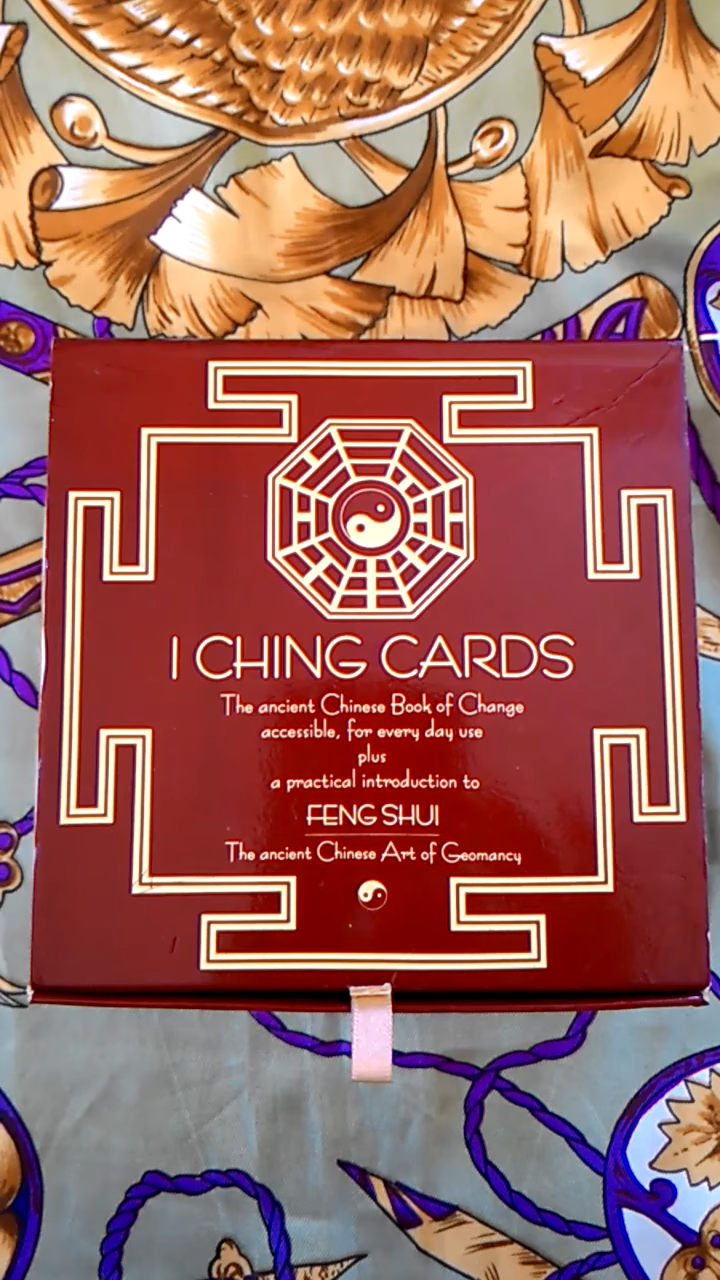 I CHING CARDS
The ancient Chinese Book of Change
accessible, for every day use
plus
a practical introduction to
FENG SHUI
The ancient Chinese Art of Geomancy